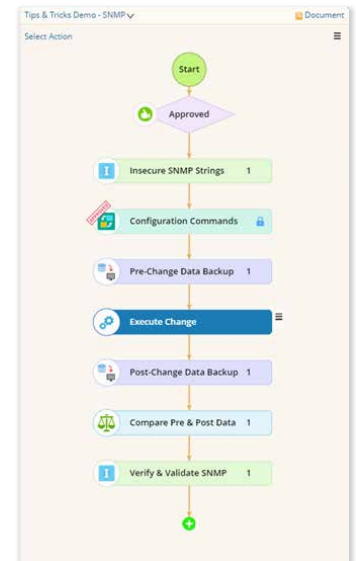 Tips & Tricks Demo - SNMP
Document
Select Action
Start
Approved
Insecure SNMP Strings 1
APPROVED
Configuration Commands
Pre-Change Data Backup 1
Execute Change
Post-Change Data Backup 1
Compare Pre & Post Data 1
Verify & Validate SNMP 1